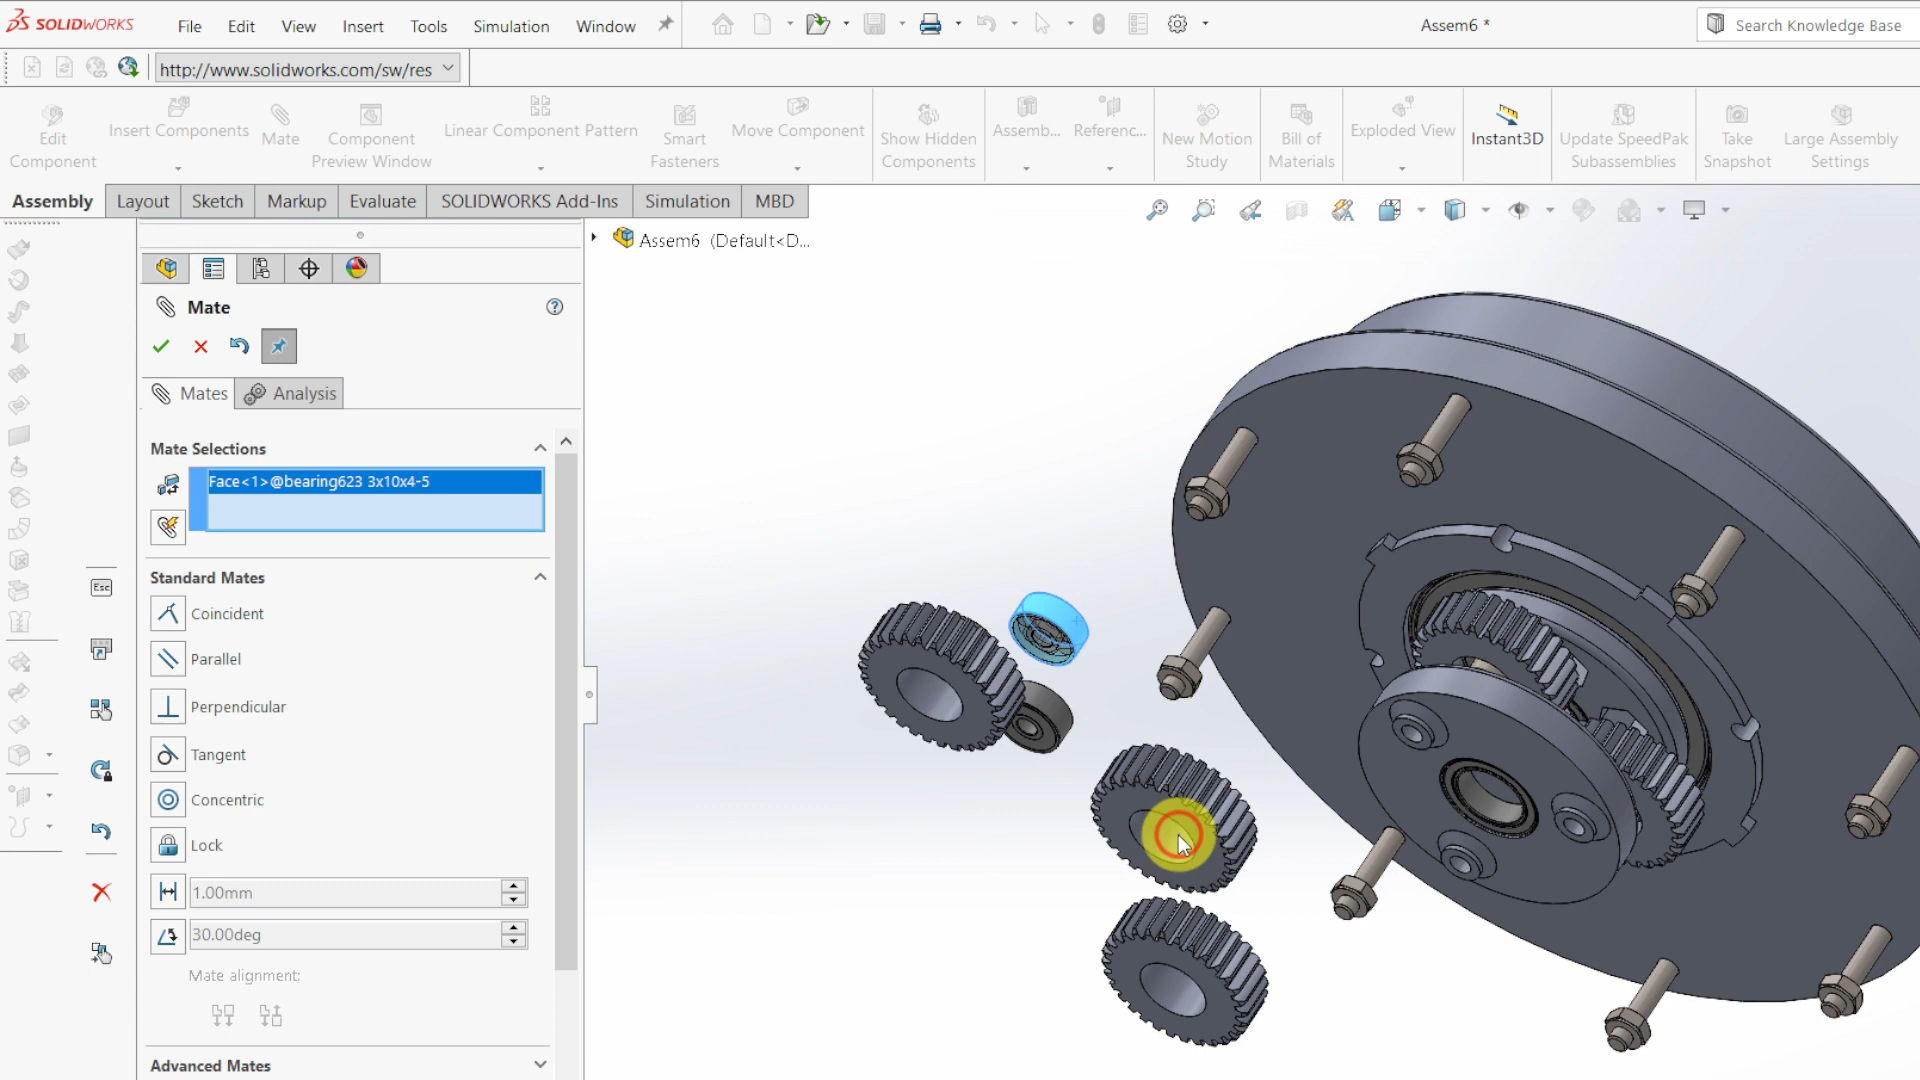 SOLIDWORKS File Edit View Insert Tools Simulation Window Assem6 * Search Knowledge Base
http://www.solidworks.com/sw/res
Edit Component
Insert Components
Mate
Component Preview Window
Linear Component Pattern
Smart Fasteners
Move Component
Show Hidden Components
Assemb...
Referenc...
New Motion Study
Bill of Materials
Exploded View
Instant3D
Update SpeedPak Subassemblies
Take Snapshot
Large Assembly Settings
Assembly Layout Sketch Markup Evaluate SOLIDWORKS Add-Ins Simulation MBD
Assem6 (Default<D...
Mate
Mates Analysis
Mate Selections
Face<1>@bearing623 3x10x4-5
Standard Mates
Coincident
Esc
Parallel
Perpendicular
Tangent
Concentric
Lock
1.00mm
30.00deg
Mate alignment:
Advanced Mates